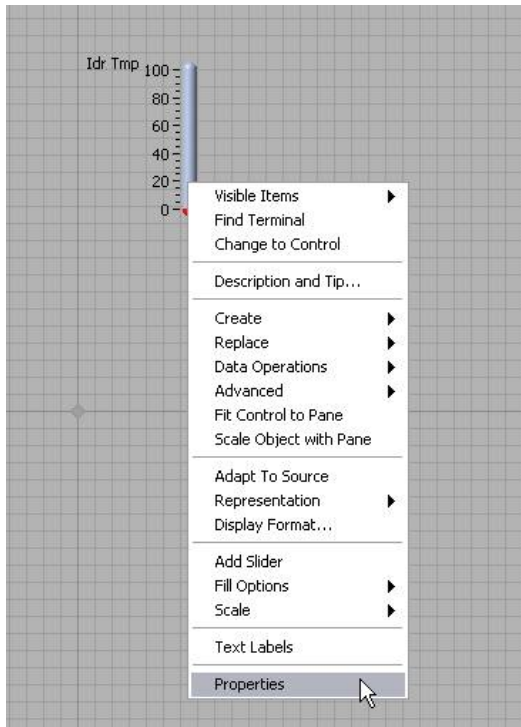 Idr Tmp
100
80
60
40
20
0
Visible Items
Find Terminal
Change to Control
Description and Tip...
Create
Replace
Data Operations
Advanced
Fit Control to Pane
Scale Object with Pane
Adapt To Source
Representation
Display Format...
Add Slider
Fill Options
Scale
Text Labels
Properties